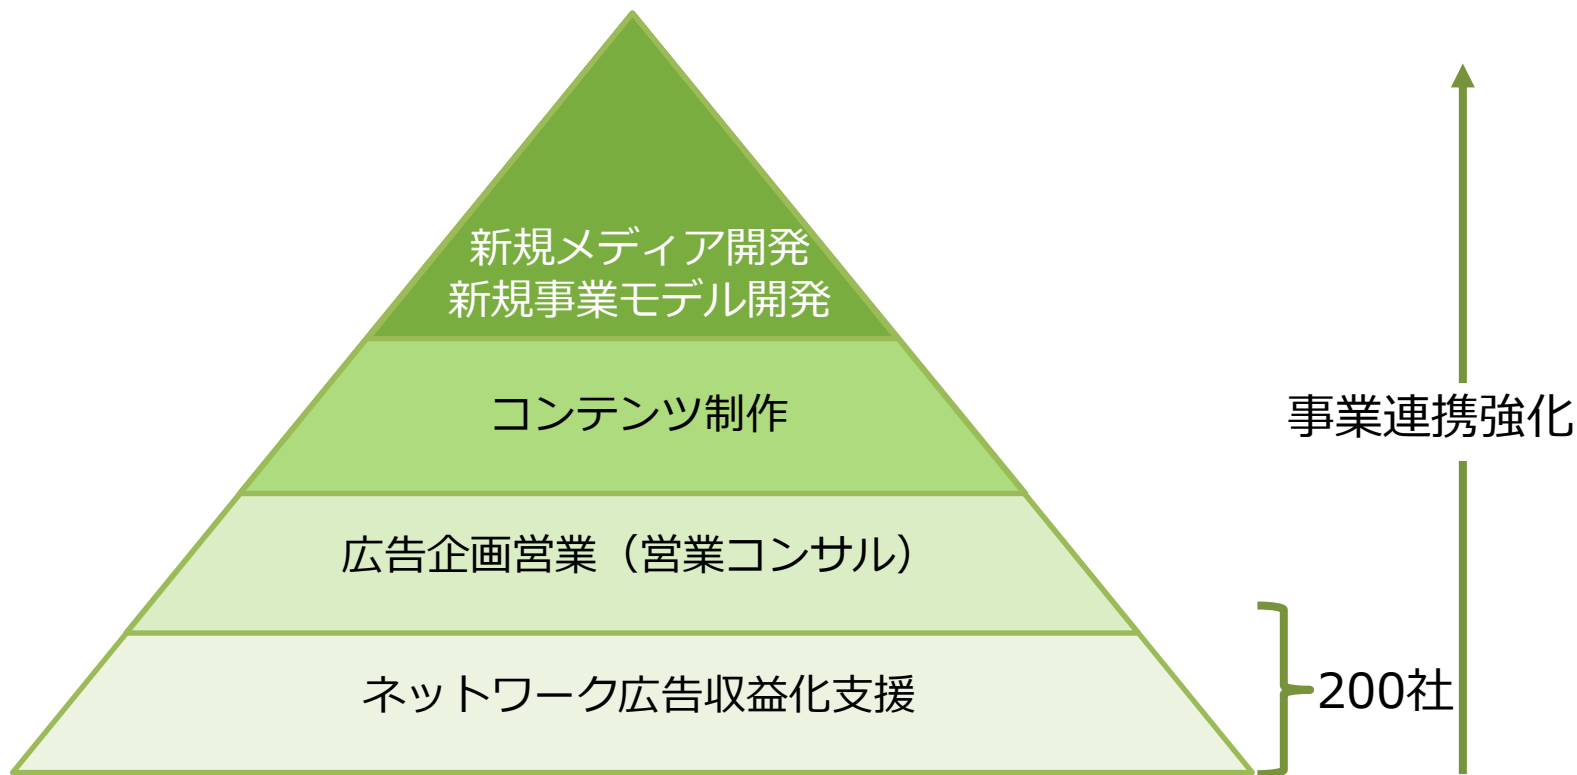 新規メディア開発
新規事業モデル開発
コンテンツ制作
事業連携強化
広告企画営業（営業コンサル）
ネットワーク広告収益化支援
200社